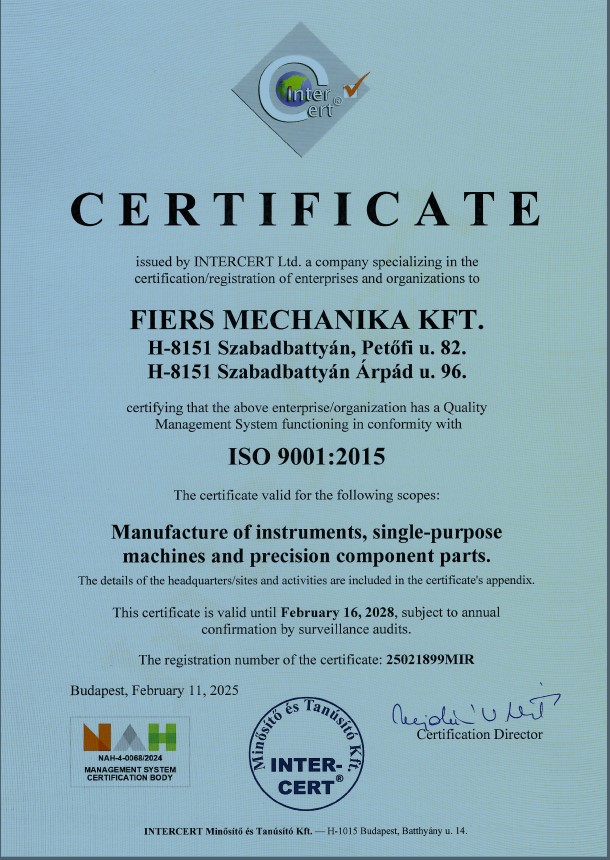 Inter
Cert®
CERTIFICATE
issued by INTERCERT Ltd. a company specializing in the
certification/registration of enterprises and organizations to
FIERS MECHANIKA KFT.
H-8151 Szabadbattyán, Petőfi u. 82.
H-8151 Szabadbattyán Árpád u. 96.
certifying that the above enterprise/organization has a Quality
Management System functioning in conformity with
ISO 9001:2015
The certificate valid for the following scopes:
Manufacture of instruments, single-purpose
machines and precision component parts.
The details of the headquarters/sites and activities are included in the certificate's appendix.
This certificate is valid until February 16, 2028, subject to annual
confirmation by surveillance audits.
The registration number of the certificate: 25021899MIR
Budapest, February 11, 2025
NAH
NAH-4-0068/2024
MANAGEMENT SYSTEM
CERTIFICATION BODY
Minősítő és Tanúsító Kft.
INTER-
CERT®
Certification Director
INTERCERT Minősítő és Tanúsító Kft. — H-1015 Budapest, Batthyány u. 14.